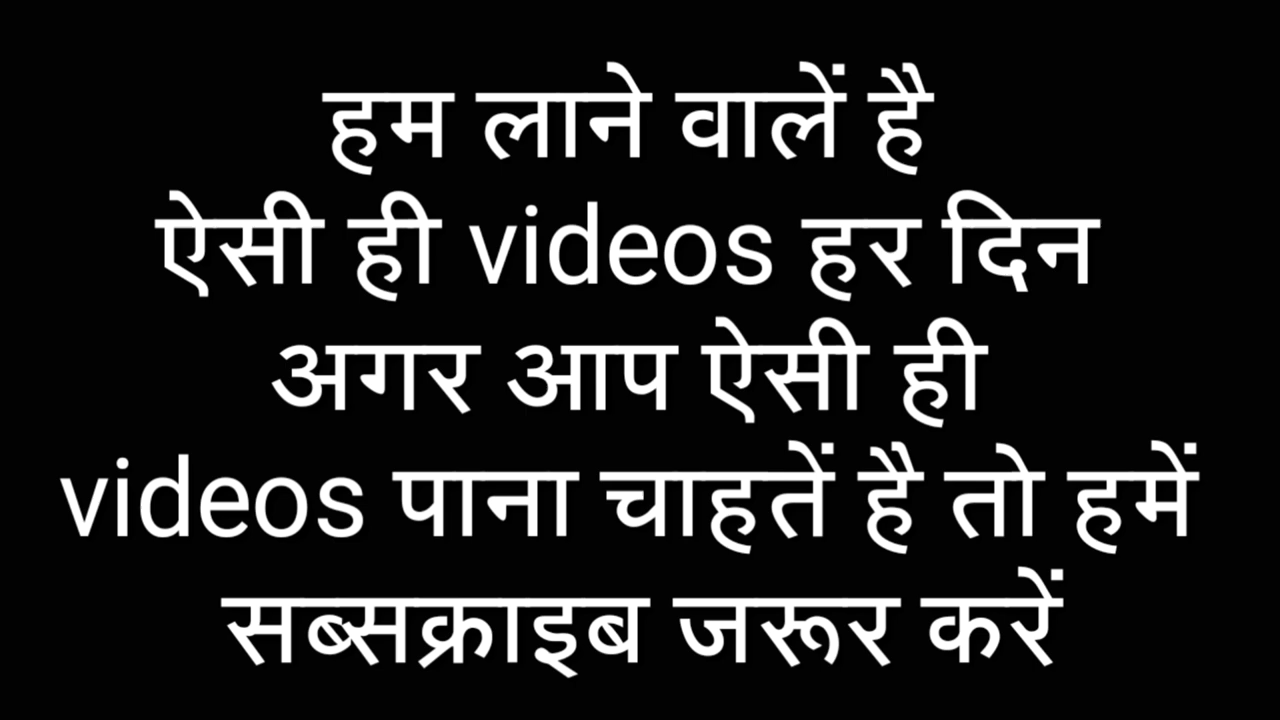 हम लाने वालें है
ऐसी ही videos हर दिन
अगर आप ऐसी ही
videos पाना चाहतें है तो हमें
सब्सक्राइब जरूर करें